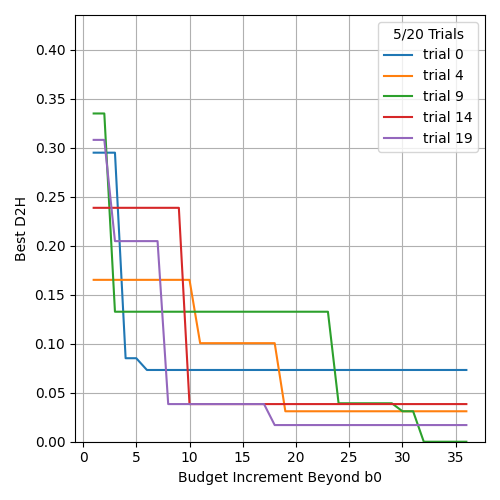 5/20 Trials
trial 0
trial 4
trial 9
trial 14
trial 19
0.40
0.35
0.30
0.25
0.20
0.15
0.10
0.05
0.00
Best D2H
0 5 10 15 20 25 30 35
Budget Increment Beyond b0